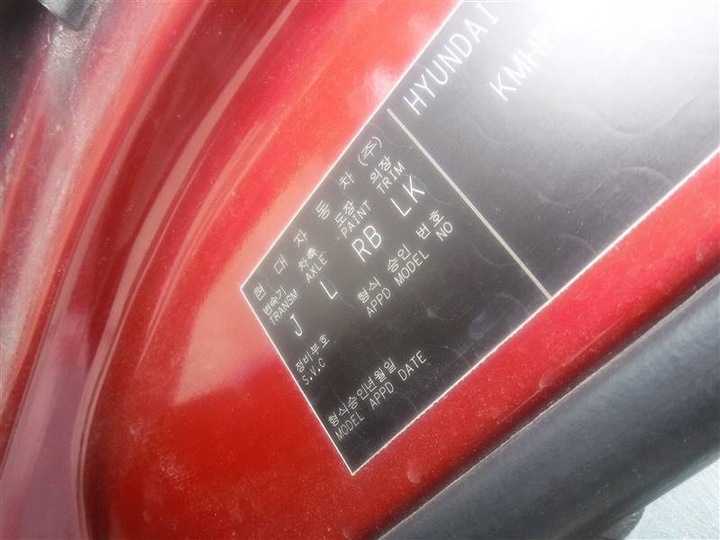 현대자동차(주)
변속기 차축 도장 의장
TRANSM AXLE PAINT TRIM
J L RB LK
정비부호 형식 승인 번호
S.V.C APPD MODEL NO
형식승인년월일
MODEL APPD DATE
HYUNDAI
KMH